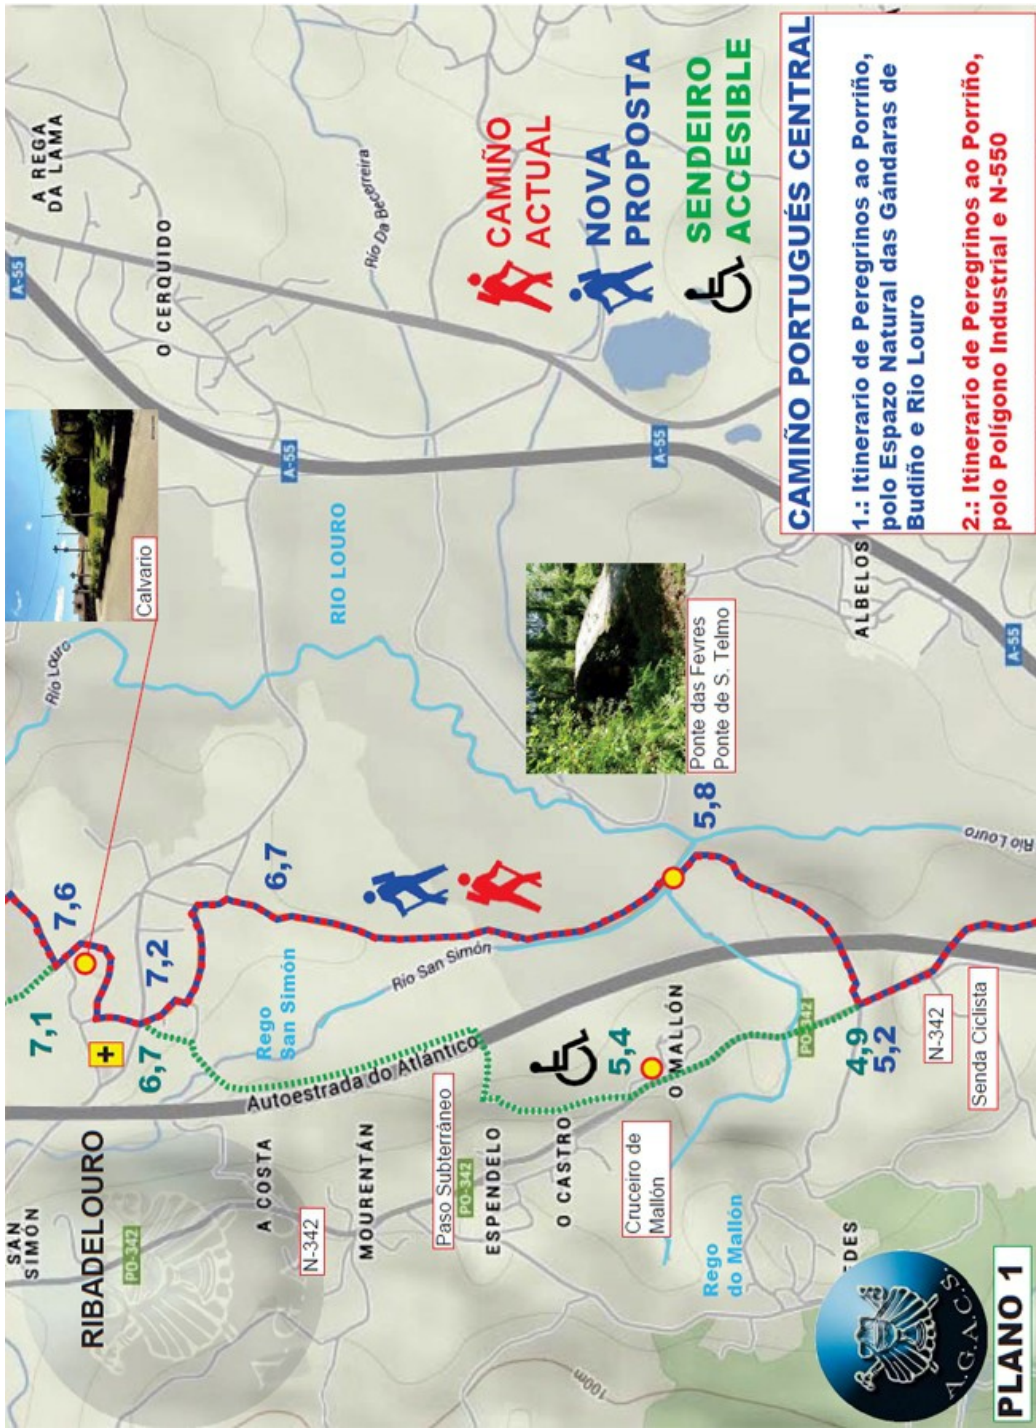 A REGA
DA LAMA
A-55
O CERQUIDO
Río Da Becerreira
CAMIÑO
ACTUAL
NOVA
PROPOSTA
SENDEIRO
ACCESIBLE
CAMIÑO PORTUGUÉS CENTRAL
1.: Itinerario de Peregrinos ao Porriño,
polo Espazo Natural das Gándaras de
Budiño e Rio Louro
2.: Itinerario de Peregrinos ao Porriño,
polo Polígono Industrial e N-550
A-55
A-55
A-55
ALBELOS
Calvario
Río Louro
RIO LOURO
Ponte das Fevres
Ponte de S. Telmo
5,8
Río Louro
7,6
7,1
7,2
6,7
6,7
Rego
San Simón
Río San Simón
Autoestrada do Atlántico
5,4
O MALLÓN
PO-342
4,9
5,2
N-342
Senda Ciclista
SAN
SIMÓN
RIBADELOURO
PO-342
A COSTA
N-342
MOURENTÁN
Paso Subterráneo
PO-342
ESPENDELO
O CASTRO
Cruceiro de
Mallón
Rego
do Mallón
EDES
100m
A.G.A.C.S.
PLANO 1